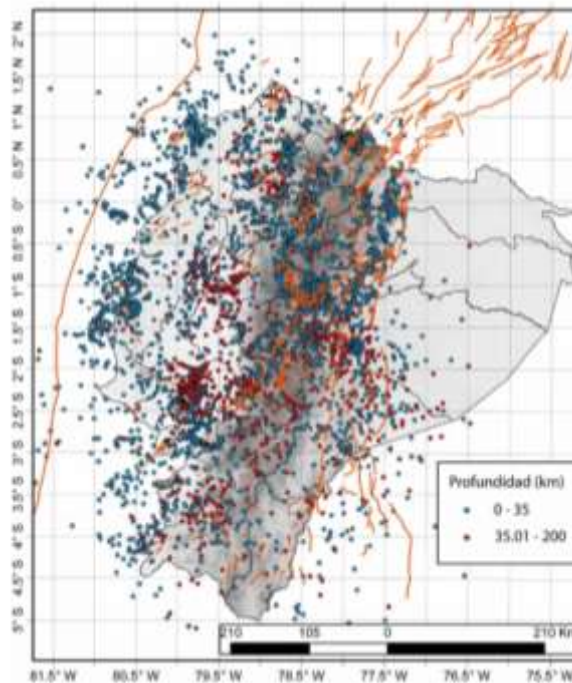 2° N
1.5° N
1° N
0.5° N
0°
0.5° S
1° S
1.5° S
2° S
2.5° S
3° S
3.5° S
4° S
4.5° S
5° S
Profundidad (km)
0 - 35
35.01 - 200
210 105 0 210 Km
81.5°W 80.5°W 79.5°W 78.5°W 77.5°W 76.5°W 75.5°W